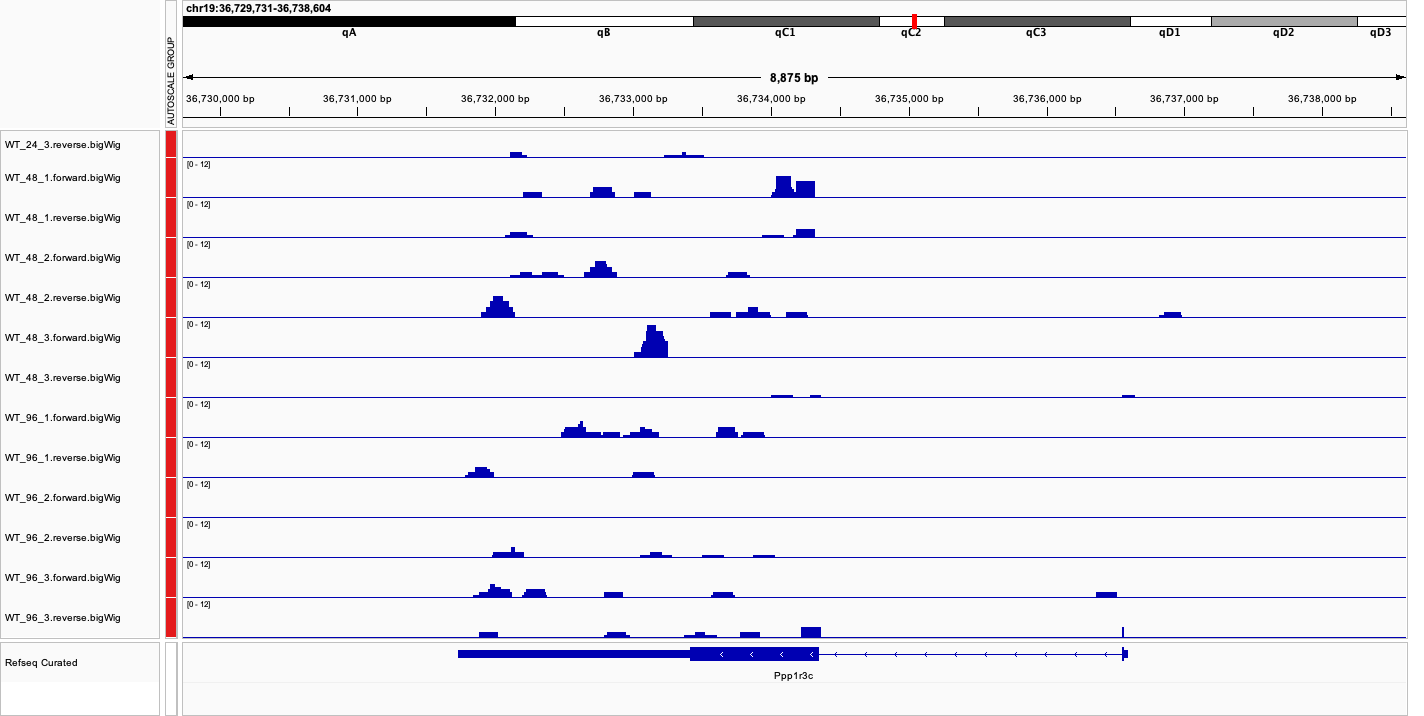 chr19:36,729,731-36,738,604
qA qB qC1 qC2 qC3 qD1 qD2 qD3
AUTOSCALE GROUP
8,875 bp
36,730,000 bp 36,731,000 bp 36,732,000 bp 36,733,000 bp 36,734,000 bp 36,735,000 bp 36,736,000 bp 36,737,000 bp 36,738,000 bp
WT_24_3.reverse.bigWig
[0 - 12]
WT_48_1.forward.bigWig
[0 - 12]
WT_48_1.reverse.bigWig
[0 - 12]
WT_48_2.forward.bigWig
[0 - 12]
WT_48_2.reverse.bigWig
[0 - 12]
WT_48_3.forward.bigWig
[0 - 12]
WT_48_3.reverse.bigWig
[0 - 12]
WT_96_1.forward.bigWig
[0 - 12]
WT_96_1.reverse.bigWig
[0 - 12]
WT_96_2.forward.bigWig
[0 - 12]
WT_96_2.reverse.bigWig
[0 - 12]
WT_96_3.forward.bigWig
[0 - 12]
WT_96_3.reverse.bigWig
Refseq Curated
Ppp1r3c